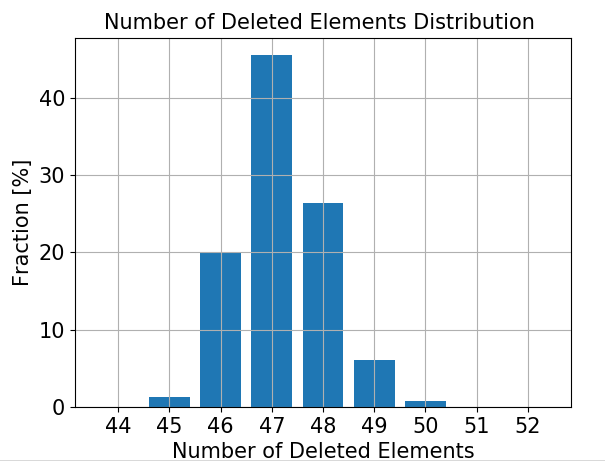 Number of Deleted Elements Distribution
Fraction [%]
40
30
20
10
0
44 45 46 47 48 49 50 51 52
Number of Deleted Elements